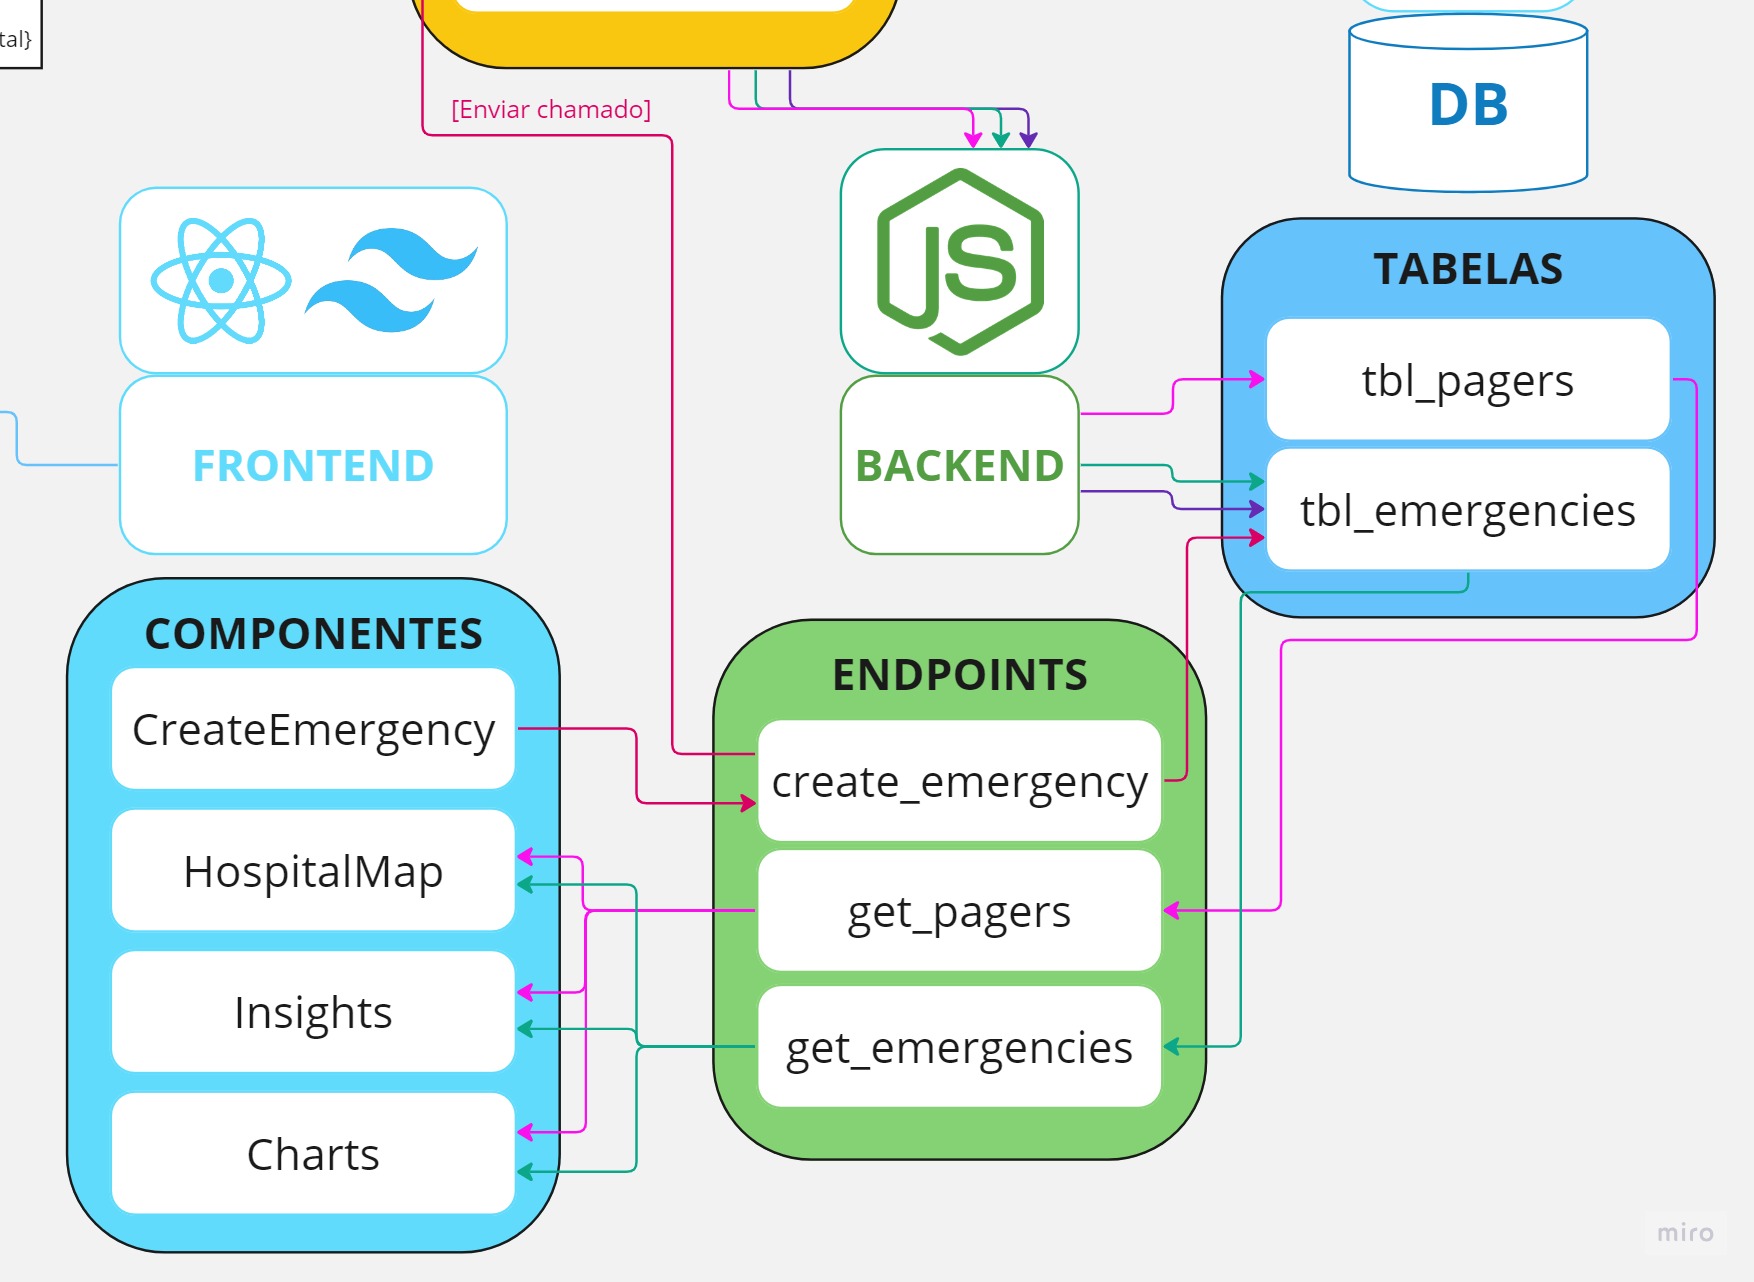 tal}
[Enviar chamado]
DB
JS
TABELAS
tbl_pagers
tbl_emergencies
FRONTEND
BACKEND
COMPONENTES
CreateEmergency
HospitalMap
Insights
Charts
ENDPOINTS
create_emergency
get_pagers
get_emergencies
miro